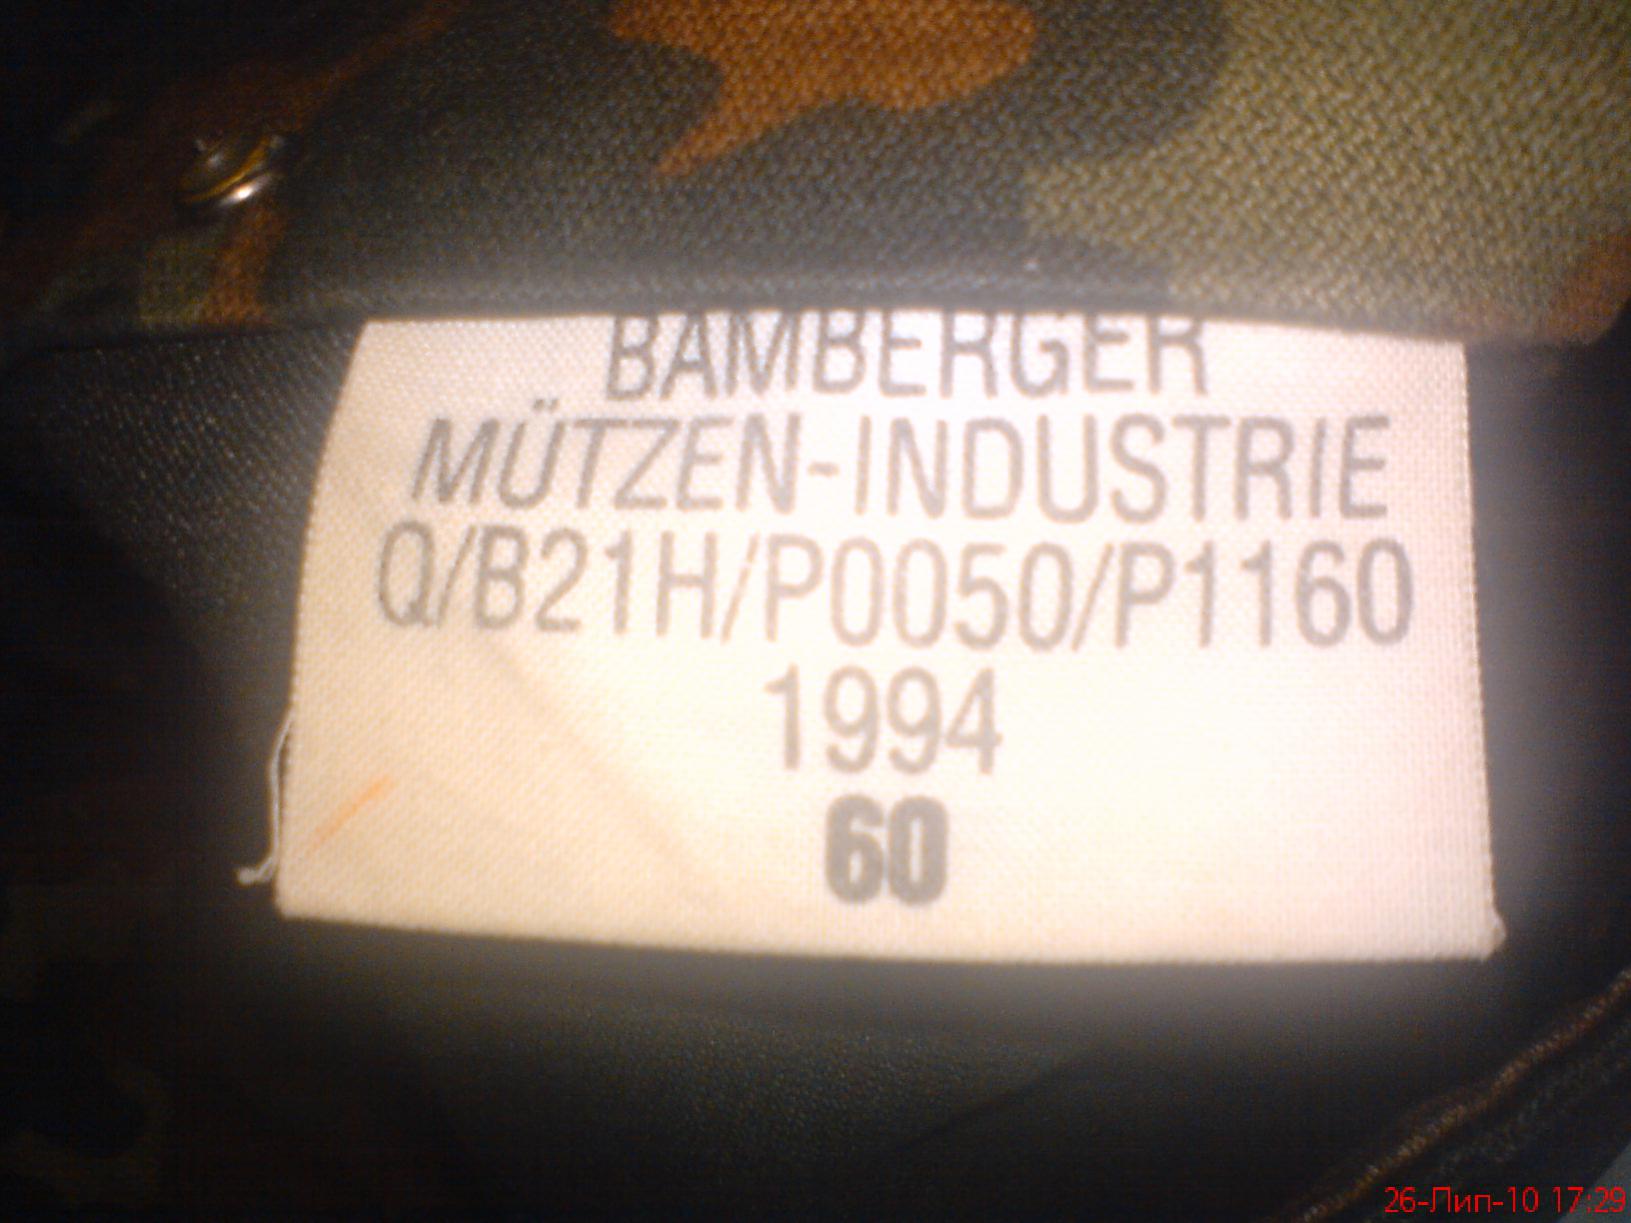 BAMBERGER
MÜTZEN-INDUSTRIE
Q/B21H/P0050/P1160
1994
60
26-Лип-10 17:29